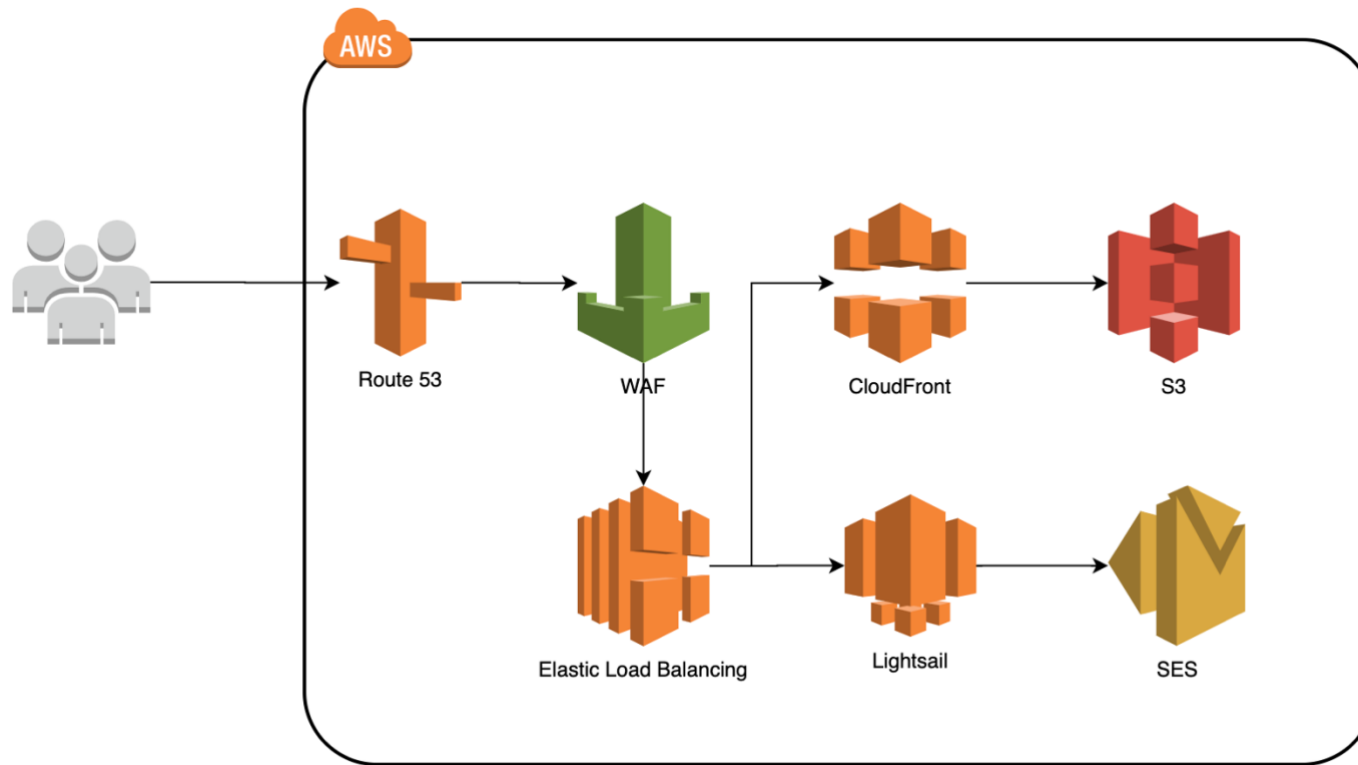 AWS
Route 53
WAF
CloudFront
S3
Elastic Load Balancing
Lightsail
SES